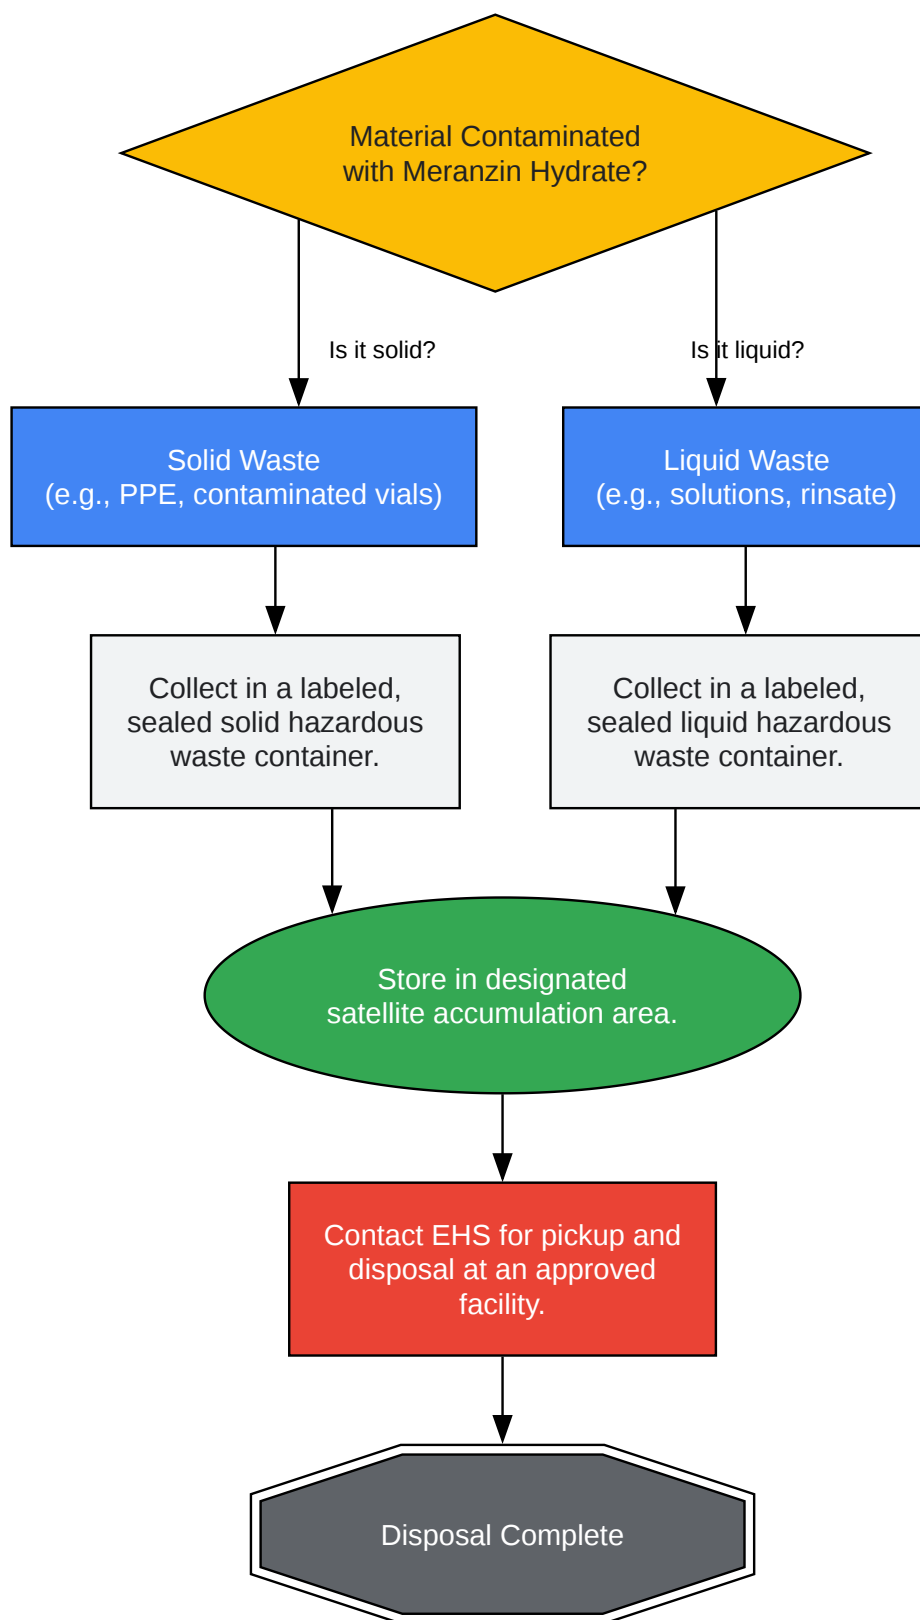 Material Contaminated
with Meranzin Hydrate?
Is it solid?
Is it liquid?
Solid Waste
(e.g., PPE, contaminated vials)
Liquid Waste
(e.g., solutions, rinsate)
Collect in a labeled,
sealed solid hazardous
waste container.
Collect in a labeled,
sealed liquid hazardous
waste container.
Store in designated
satellite accumulation area.
Contact EHS for pickup and
disposal at an approved
facility.
Disposal Complete